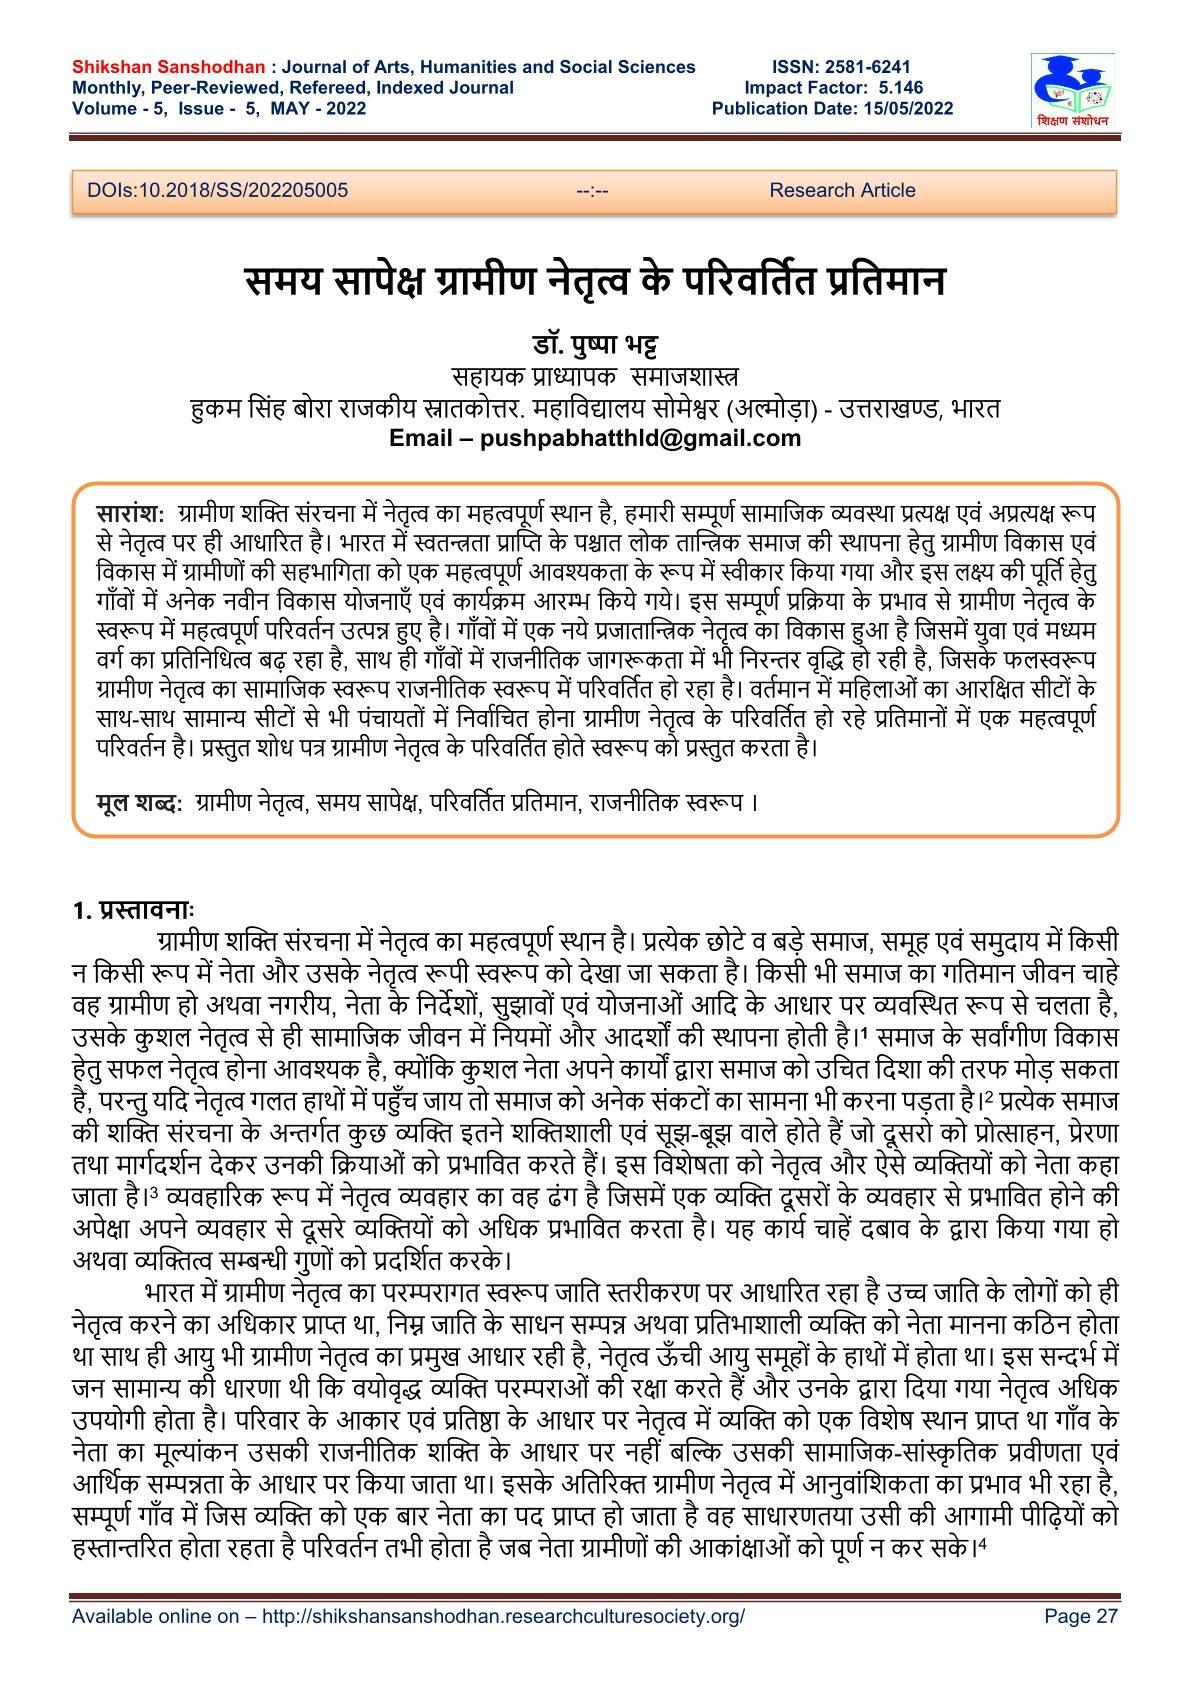 Shikshan Sanshodhan : Journal of Arts, Humanities and Social Sciences ISSN: 2581-6241
Monthly, Peer-Reviewed, Refereed, Indexed Journal Impact Factor: 5.146
Volume - 5, Issue - 5, MAY - 2022 Publication Date: 15/05/2022
शिक्षण संशोधन
DOIs:10.2018/SS/202205005 --:-- Research Article
समय सापेक्ष ग्रामीण नेतृत्व के परिवर्तित प्रतिमान
डॉ. पुष्पा भट्ट
सहायक प्राध्यापक समाजशास्त्र
हुकम सिंह बोरा राजकीय स्नातकोत्तर. महाविद्यालय सोमेश्वर (अल्मोड़ा) - उत्तराखण्ड, भारत
Email – pushpabhatthld@gmail.com
सारांश: ग्रामीण शक्ति संरचना में नेतृत्व का महत्वपूर्ण स्थान है, हमारी सम्पूर्ण सामाजिक व्यवस्था प्रत्यक्ष एवं अप्रत्यक्ष रूप
से नेतृत्व पर ही आधारित है। भारत में स्वतन्त्रता प्राप्ति के पश्चात लोक तान्त्रिक समाज की स्थापना हेतु ग्रामीण विकास एवं
विकास में ग्रामीणों की सहभागिता को एक महत्वपूर्ण आवश्यकता के रूप में स्वीकार किया गया और इस लक्ष्य की पूर्ति हेतु
गाँवों में अनेक नवीन विकास योजनाएँ एवं कार्यक्रम आरम्भ किये गये। इस सम्पूर्ण प्रक्रिया के प्रभाव से ग्रामीण नेतृत्व के
स्वरूप में महत्वपूर्ण परिवर्तन उत्पन्न हुए है। गाँवों में एक नये प्रजातान्त्रिक नेतृत्व का विकास हुआ है जिसमें युवा एवं मध्यम
वर्ग का प्रतिनिधित्व बढ़ रहा है, साथ ही गाँवों में राजनीतिक जागरूकता में भी निरन्तर वृद्धि हो रही है, जिसके फलस्वरूप
ग्रामीण नेतृत्व का सामाजिक स्वरूप राजनीतिक स्वरूप में परिवर्तित हो रहा है। वर्तमान में महिलाओं का आरक्षित सीटों के
साथ-साथ सामान्य सीटों से भी पंचायतों में निर्वाचित होना ग्रामीण नेतृत्व के परिवर्तित हो रहे प्रतिमानों में एक महत्वपूर्ण
परिवर्तन है। प्रस्तुत शोध पत्र ग्रामीण नेतृत्व के परिवर्तित होते स्वरूप को प्रस्तुत करता है।
मूल शब्द: ग्रामीण नेतृत्व, समय सापेक्ष, परिवर्तित प्रतिमान, राजनीतिक स्वरूप ।
1. प्रस्तावनाः
ग्रामीण शक्ति संरचना में नेतृत्व का महत्वपूर्ण स्थान है। प्रत्येक छोटे व बड़े समाज, समूह एवं समुदाय में किसी
न किसी रूप में नेता और उसके नेतृत्व रूपी स्वरूप को देखा जा सकता है। किसी भी समाज का गतिमान जीवन चाहे
वह ग्रामीण हो अथवा नगरीय, नेता के निर्देशों, सुझावों एवं योजनाओं आदि के आधार पर व्यवस्थित रूप से चलता है,
उसके कुशल नेतृत्व से ही सामाजिक जीवन में नियमों और आदर्शों की स्थापना होती है।¹ समाज के सर्वांगीण विकास
हेतु सफल नेतृत्व होना आवश्यक है, क्योंकि कुशल नेता अपने कार्यों द्वारा समाज को उचित दिशा की तरफ मोड़ सकता
है, परन्तु यदि नेतृत्व गलत हाथों में पहुँच जाय तो समाज को अनेक संकटों का सामना भी करना पड़ता है।² प्रत्येक समाज
की शक्ति संरचना के अन्तर्गत कुछ व्यक्ति इतने शक्तिशाली एवं सूझ-बूझ वाले होते हैं जो दूसरो को प्रोत्साहन, प्रेरणा
तथा मार्गदर्शन देकर उनकी क्रियाओं को प्रभावित करते हैं। इस विशेषता को नेतृत्व और ऐसे व्यक्तियों को नेता कहा
जाता है।³ व्यवहारिक रूप में नेतृत्व व्यवहार का वह ढंग है जिसमें एक व्यक्ति दूसरों के व्यवहार से प्रभावित होने की
अपेक्षा अपने व्यवहार से दूसरे व्यक्तियों को अधिक प्रभावित करता है। यह कार्य चाहें दबाव के द्वारा किया गया हो
अथवा व्यक्तित्व सम्बन्धी गुणों को प्रदर्शित करके।
भारत में ग्रामीण नेतृत्व का परम्परागत स्वरूप जाति स्तरीकरण पर आधारित रहा है उच्च जाति के लोगों को ही
नेतृत्व करने का अधिकार प्राप्त था, निम्न जाति के साधन सम्पन्न अथवा प्रतिभाशाली व्यक्ति को नेता मानना कठिन होता
था साथ ही आयु भी ग्रामीण नेतृत्व का प्रमुख आधार रही है, नेतृत्व ऊँची आयु समूहों के हाथों में होता था। इस सन्दर्भ में
जन सामान्य की धारणा थी कि वयोवृद्ध व्यक्ति परम्पराओं की रक्षा करते हैं और उनके द्वारा दिया गया नेतृत्व अधिक
उपयोगी होता है। परिवार के आकार एवं प्रतिष्ठा के आधार पर नेतृत्व में व्यक्ति को एक विशेष स्थान प्राप्त था गाँव के
नेता का मूल्यांकन उसकी राजनीतिक शक्ति के आधार पर नहीं बल्कि उसकी सामाजिक-सांस्कृतिक प्रवीणता एवं
आर्थिक सम्पन्नता के आधार पर किया जाता था। इसके अतिरिक्त ग्रामीण नेतृत्व में आनुवांशिकता का प्रभाव भी रहा है,
सम्पूर्ण गाँव में जिस व्यक्ति को एक बार नेता का पद प्राप्त हो जाता है वह साधारणतया उसी की आगामी पीढ़ियों को
हस्तान्तरित होता रहता है परिवर्तन तभी होता है जब नेता ग्रामीणों की आकांक्षाओं को पूर्ण न कर सके।⁴
Available online on – http://shikshansanshodhan.researchculturesociety.org/ Page 27